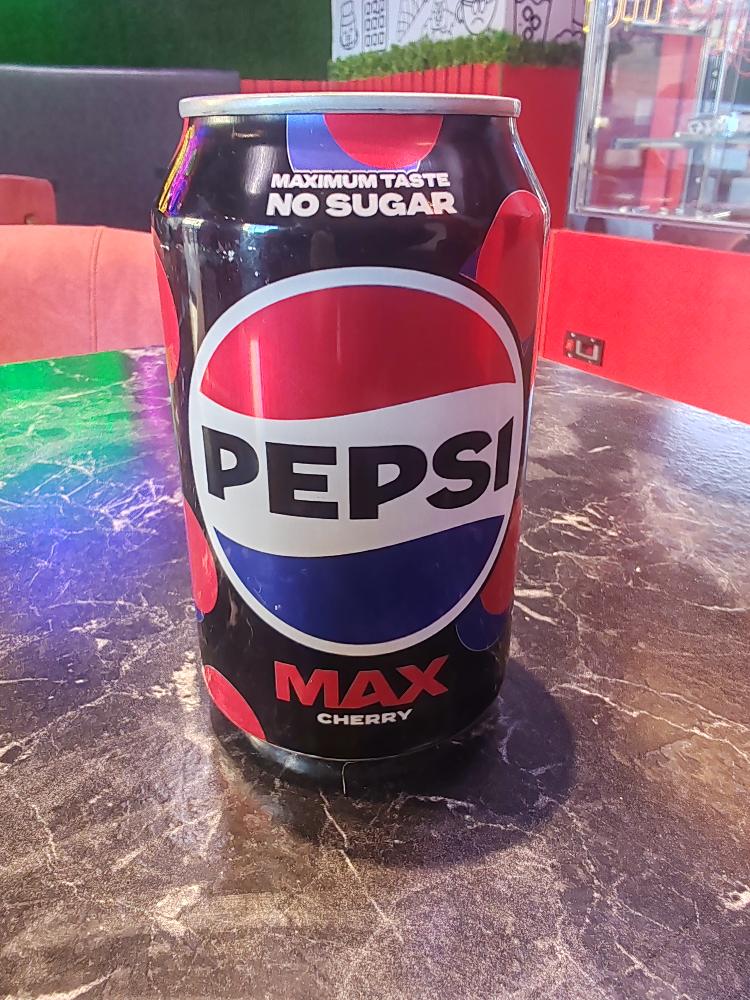 MAXIMUM TASTE
NO SUGAR
PEPSI
MAX
CHERRY